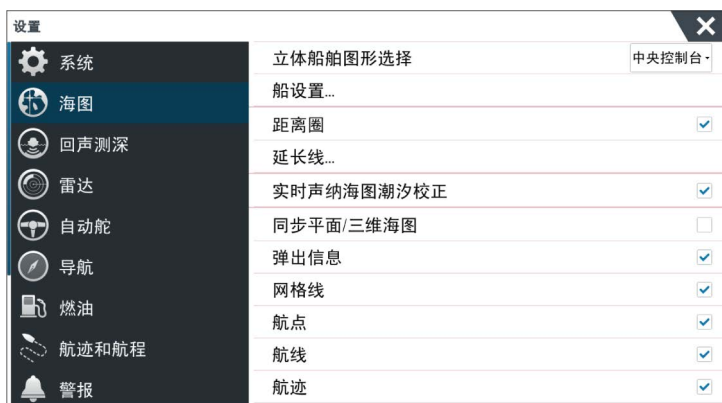 设置
系统
海图
回声测深
雷达
自动舵
导航
燃油
航迹和航程
警报
立体船舶图形选择 中央控制台
船设置...
距离圈
延长线...
实时声纳海图潮汐校正
同步平面/三维海图
弹出信息
网格线
航点
航线
航迹